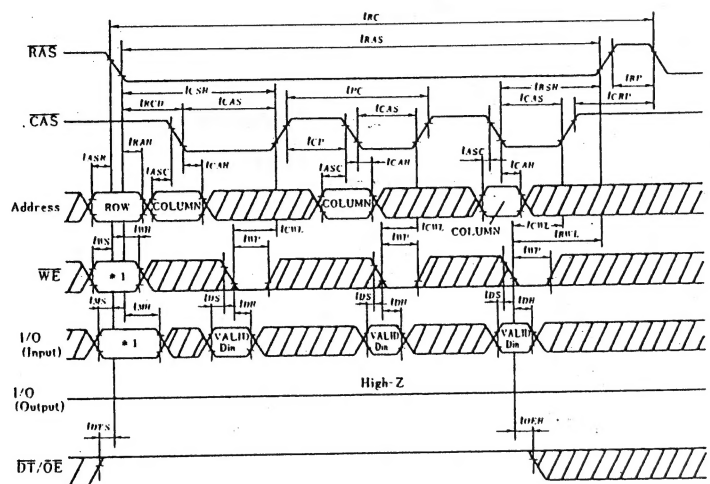 tRC
tRAS
RAS
tCSH
tPC
tRSH
tRP
tRCD
tCAS
tCAS
tCAS
tCRP
CAS
tRAH
tCP
tASR
tASC
tCAH
tASC
tCAH
tASC
tCAH
Address
ROW
COLUMN
COLUMN
COLUMN
tWS
tWH
tCWL
tCWL
tCWL
tRWL
tWP
tWP
tWP
WE
*1
tMS
tMH
tDS
tDH
tDS
tDH
tDS
tDH
I/O
(Input)
*1
VALID
Din
VALID
Din
VALID
Din
I/O
(Output)
High-Z
tDTS
tOEH
DT/OE